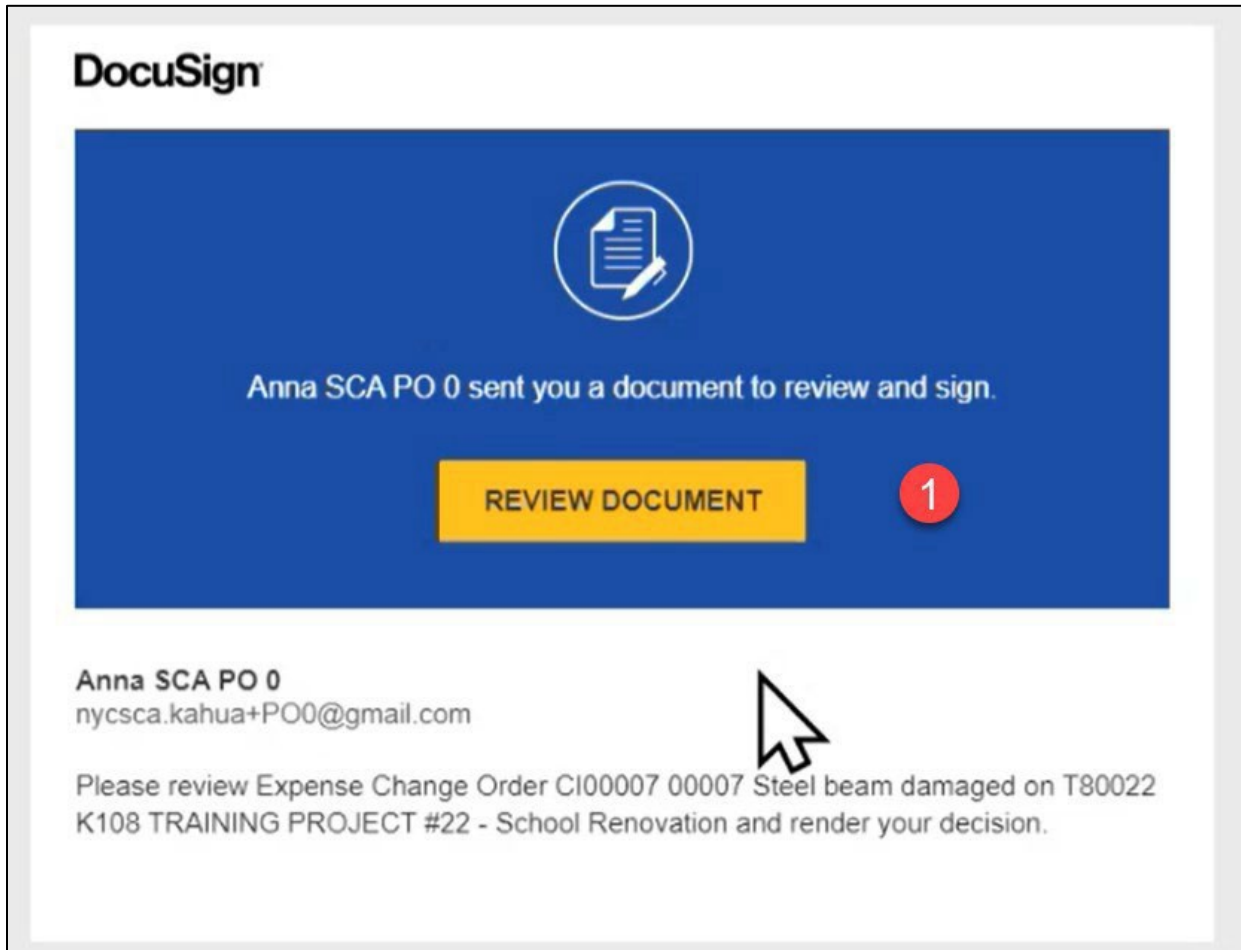 DocuSign
Anna SCA PO 0 sent you a document to review and sign.
REVIEW DOCUMENT
1
Anna SCA PO 0
nycsca.kahua+PO0@gmail.com
Please review Expense Change Order CI00007 00007 Steel beam damaged on T80022
K108 TRAINING PROJECT #22 - School Renovation and render your decision.